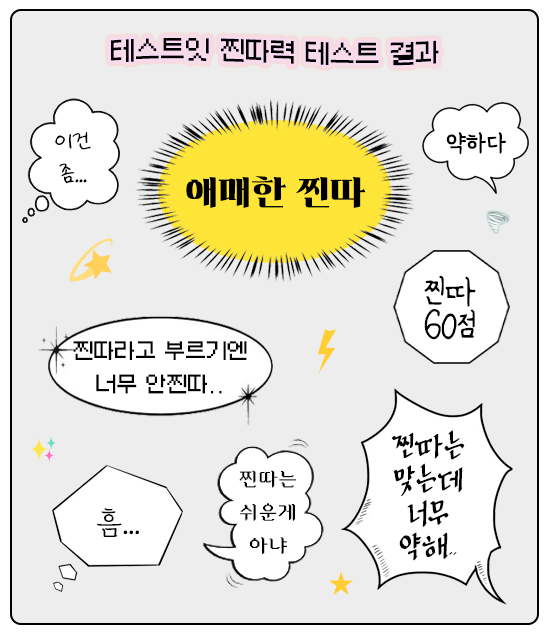 테스트잇 찐따력 테스트 결과
이건
좀...
애매한 찐따
약하다
찐따
60점
찐따라고 부르기엔
너무 안찐따..
찐따는
맞는데
너무
약해..
흠...
찐따는
쉬운게
아냐